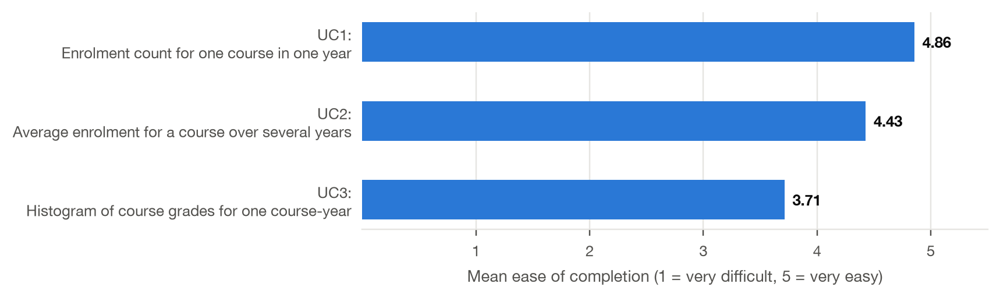 UC1:
Enrolment count for one course in one year
4.86
UC2:
Average enrolment for a course over several years
4.43
UC3:
Histogram of course grades for one course-year
3.71
1 2 3 4 5
Mean ease of completion (1 = very difficult, 5 = very easy)